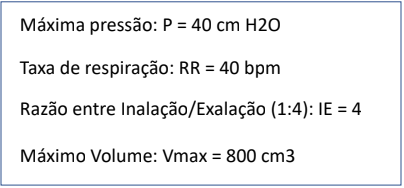 Máxima pressão: P = 40 cm H2O
Taxa de respiração: RR = 40 bpm
Razão entre Inalação/Exalação (1:4): IE = 4
Máximo Volume: Vmax = 800 cm3